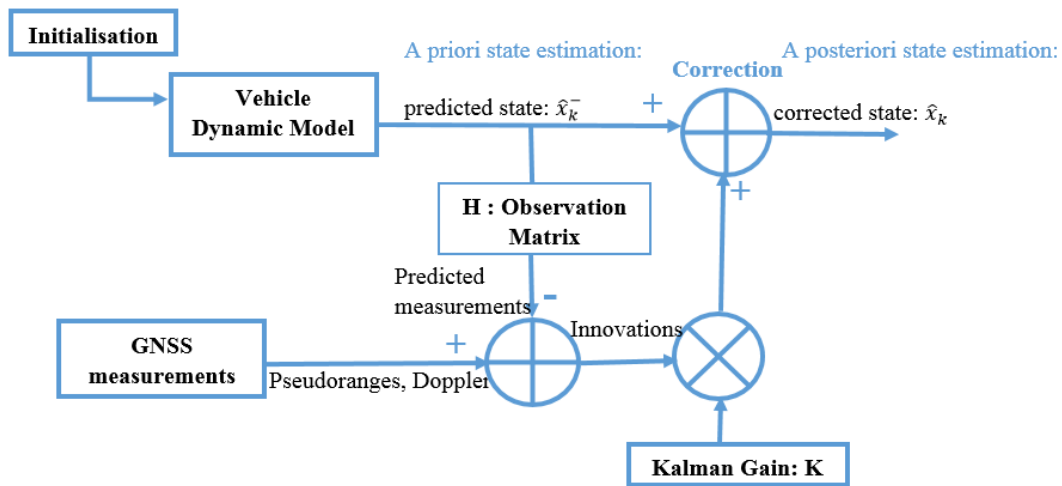 Initialisation
A priori state estimation:
A posteriori state estimation:
Correction
Vehicle
Dynamic Model
predicted state: x̂ₖ⁻
+
corrected state: x̂ₖ
+
H : Observation
Matrix
Predicted
measurements
-
GNSS
measurements
+
Innovations
Pseudoranges, Doppler
Kalman Gain: K